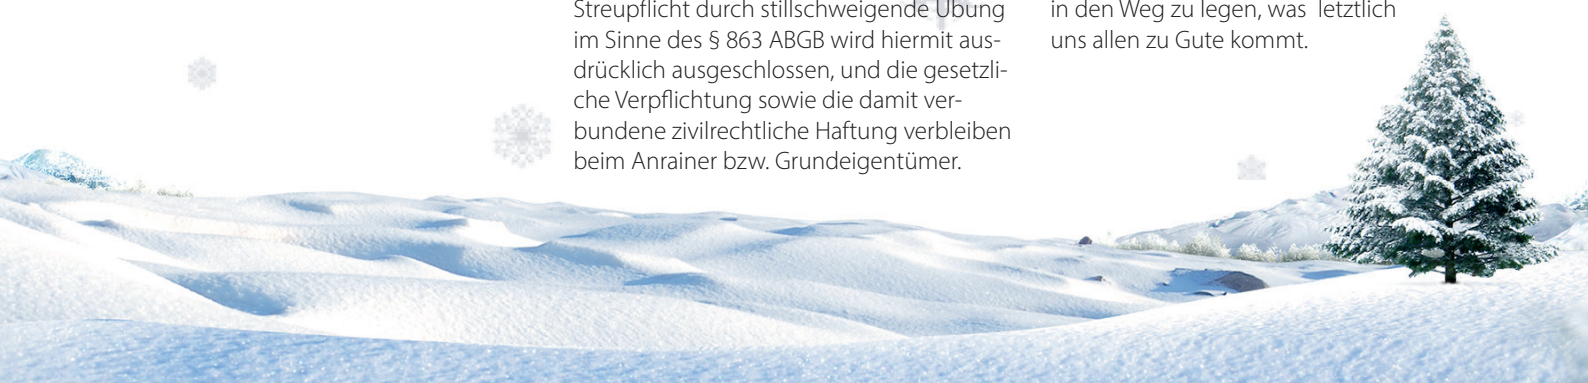 Streupflicht durch stillschweigende Übung
im Sinne des § 863 ABGB wird hiermit aus-
drücklich ausgeschlossen, und die gesetzli-
che Verpflichtung sowie die damit ver-
bundene zivilrechtliche Haftung verbleiben
beim Anrainer bzw. Grundeigentümer.
in den Weg zu legen, was letztlich
uns allen zu Gute kommt.